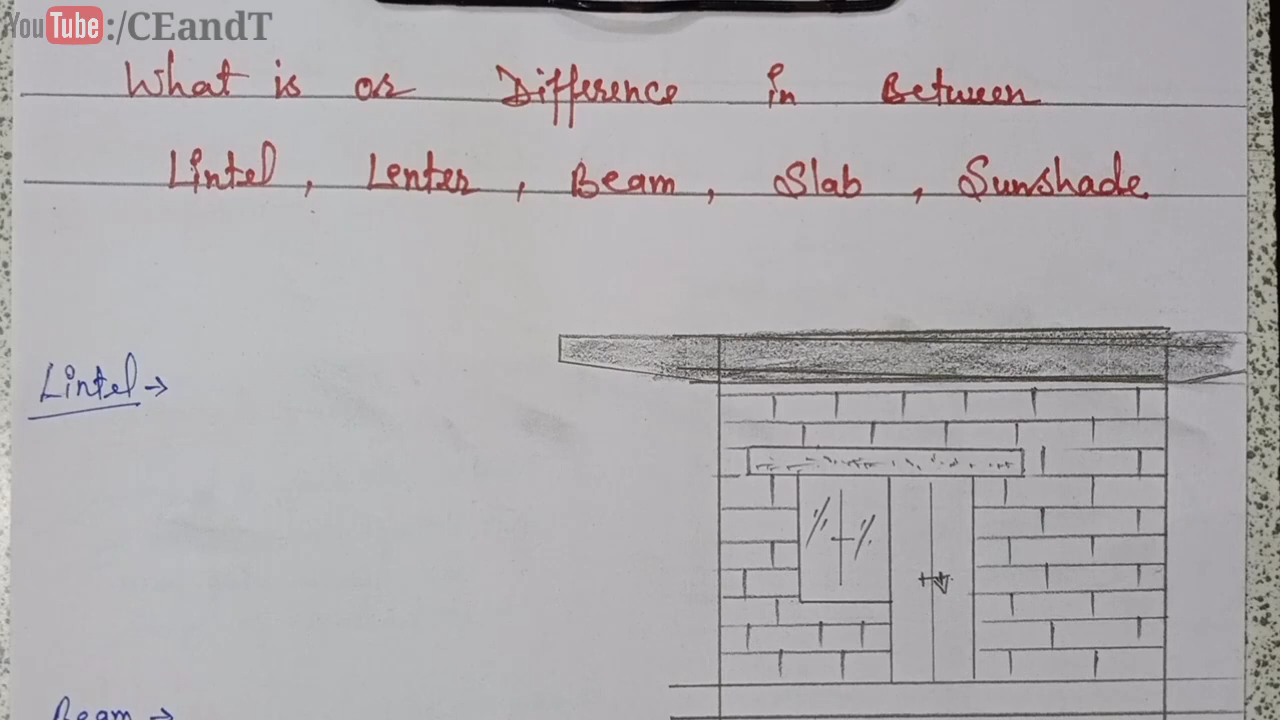 YouTube:/CEandT
What is or Difference in Between
Lintel, Lenter, Beam, Slab, Sunshade
Lintel →
Beam →